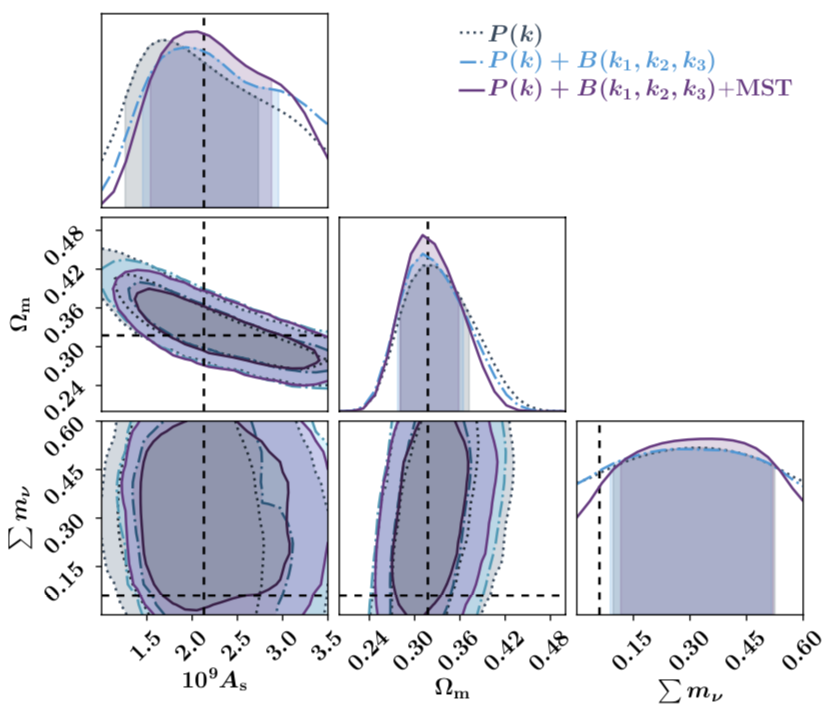 P(k)
P(k) + B(k₁, k₂, k₃)
P(k) + B(k₁, k₂, k₃)+MST
0.48
0.42
0.36
0.30
0.24
Ωₘ
0.60
0.45
0.30
0.15
∑ mᵥ
1.5 2.0 2.5 3.0 3.5
10⁹Aₛ
0.24 0.30 0.36 0.42 0.48
Ωₘ
0.15 0.30 0.45 0.60
∑ mᵥ